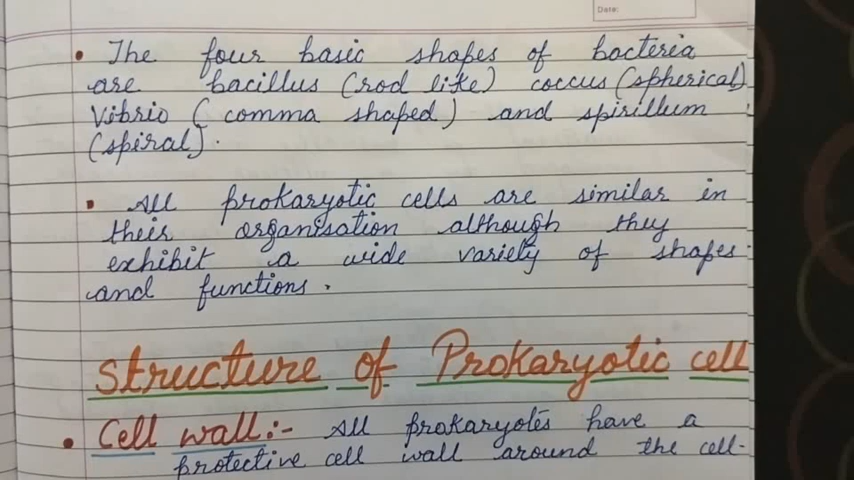 Date:
• The four basic shapes of bacteria
are bacillus (rod like) coccus (spherical)
Vibrio (comma shaped) and spirillum
(spiral).
• All prokaryotic cells are similar in
their organisation although they
exhibit a wide variety of shapes
and functions.
Structure of Prokaryotic cell
• Cell wall:- All prokaryotes have a
protective cell wall around the cell-